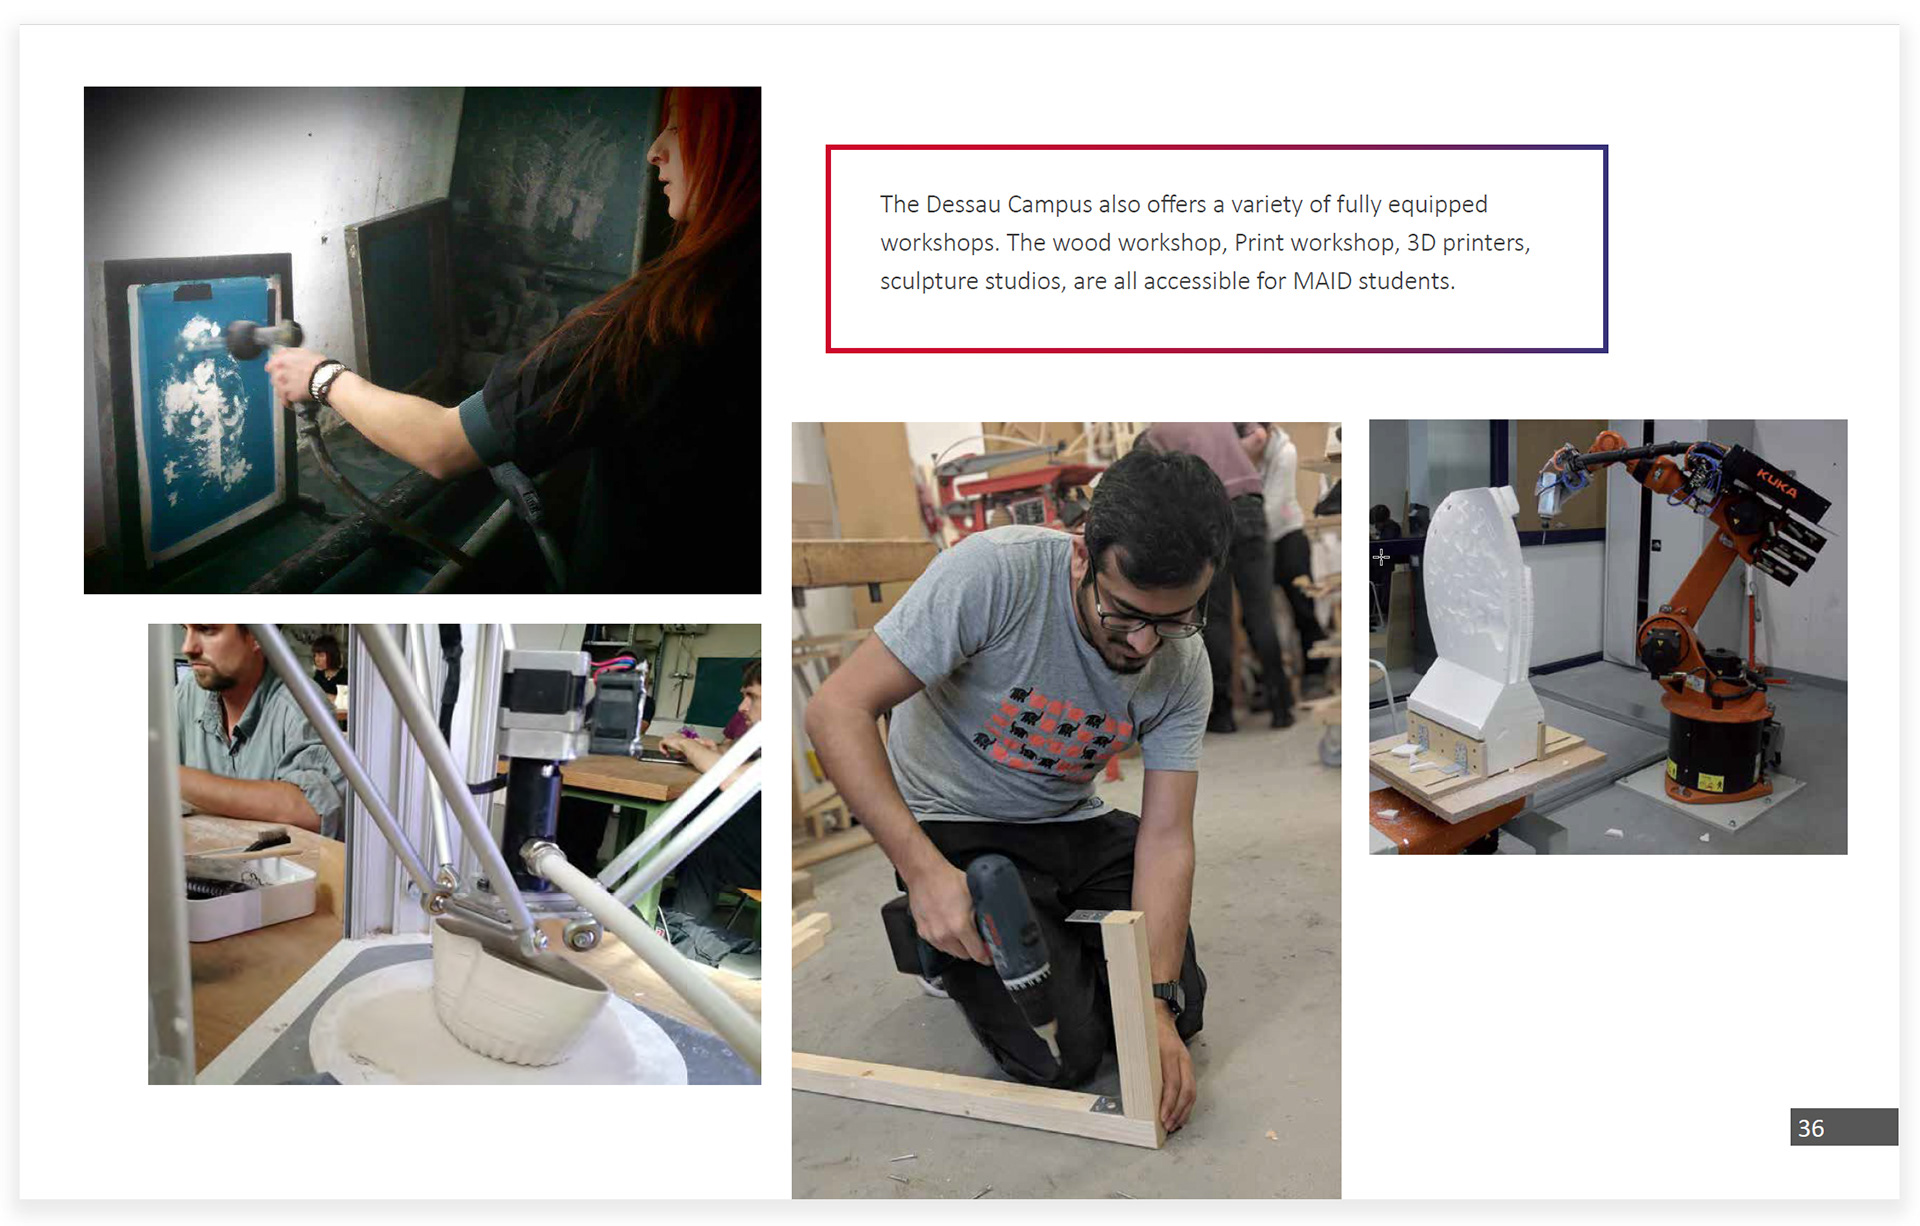 The Dessau Campus also offers a variety of fully equipped
workshops. The wood workshop, Print workshop, 3D printers,
sculpture studios, are all accessible for MAID students.
KUKA
36